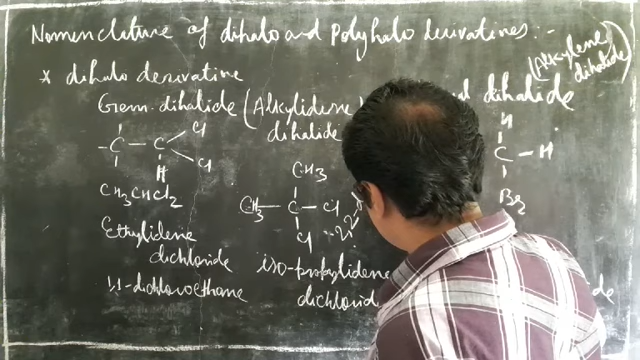 Nomenclature of dihalo and Polyhalo derivatives:-
(Alkylene dihalide)
* dihalo derivative
Gem. dihalide (Alkylidene dihalide
dihalide
-C-C
Cl
Cl
H
CH3CHCl2
Ethylidene
dichloride
1,1-dichloroethane
CH3
CH3-C-Cl
Cl
iso-propylidene
dichloride
H
C-H
Br